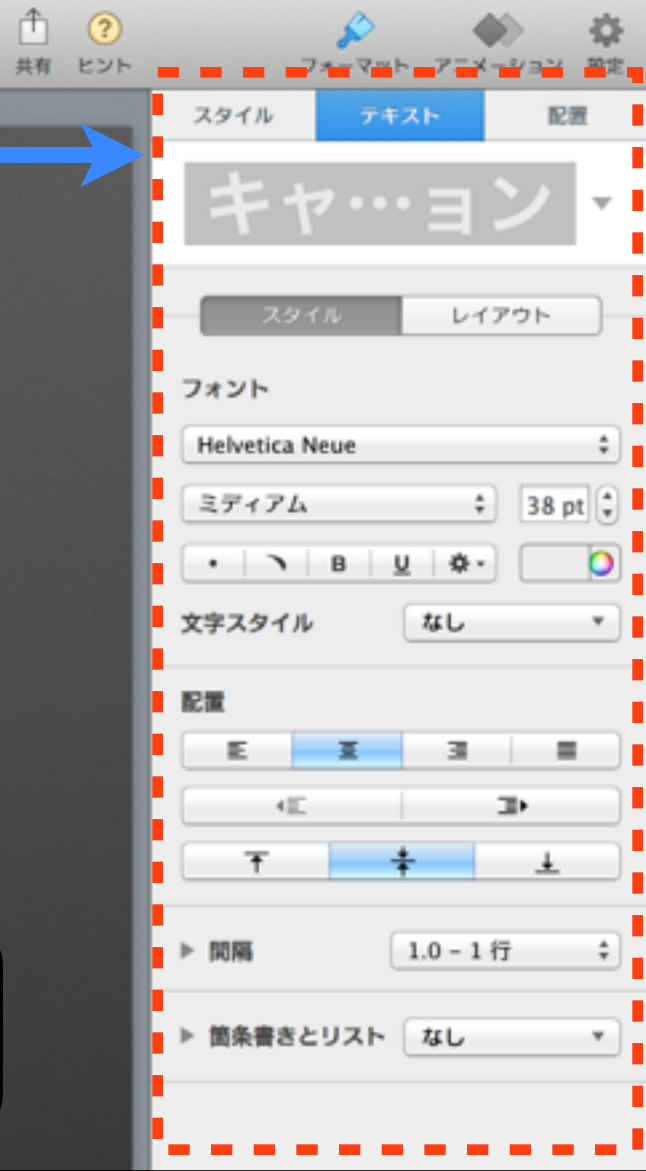 共有 ヒント フォーマット アニメーション 設定
スタイル テキスト 配置
キャ…ョン
スタイル レイアウト
フォント
Helvetica Neue
ミディアム 38 pt
B U
文字スタイル なし
配置
間隔 1.0 – 1 行
箇条書きとリスト なし